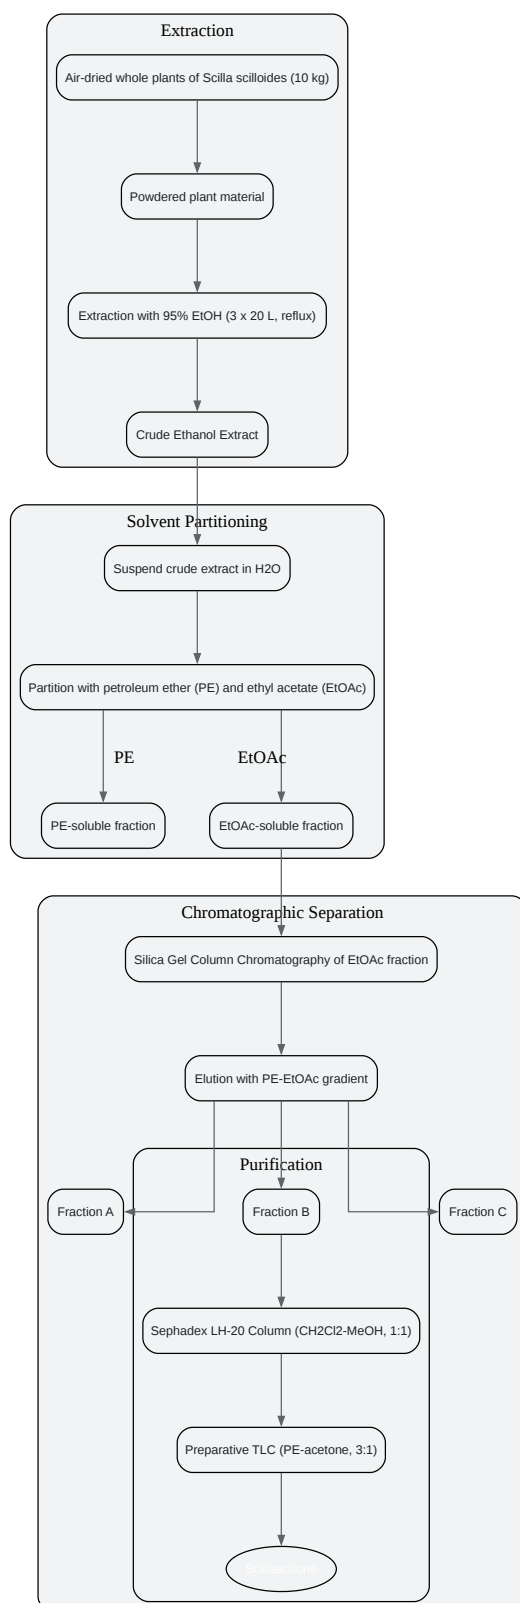 Extraction
Air-dried whole plants of Scilla scilloides (10 kg)
Powdered plant material
Extraction with 95% EtOH (3 x 20 L, reflux)
Crude Ethanol Extract
Solvent Partitioning
Suspend crude extract in H2O
Partition with petroleum ether (PE) and ethyl acetate (EtOAc)
PE
EtOAc
PE-soluble fraction
EtOAc-soluble fraction
Chromatographic Separation
Silica Gel Column Chromatography of EtOAc fraction
Elution with PE-EtOAc gradient
Purification
Fraction A
Fraction B
Fraction C
Sephadex LH-20 Column (CH2Cl2-MeOH, 1:1)
Preparative TLC (PE-acetone, 3:1)